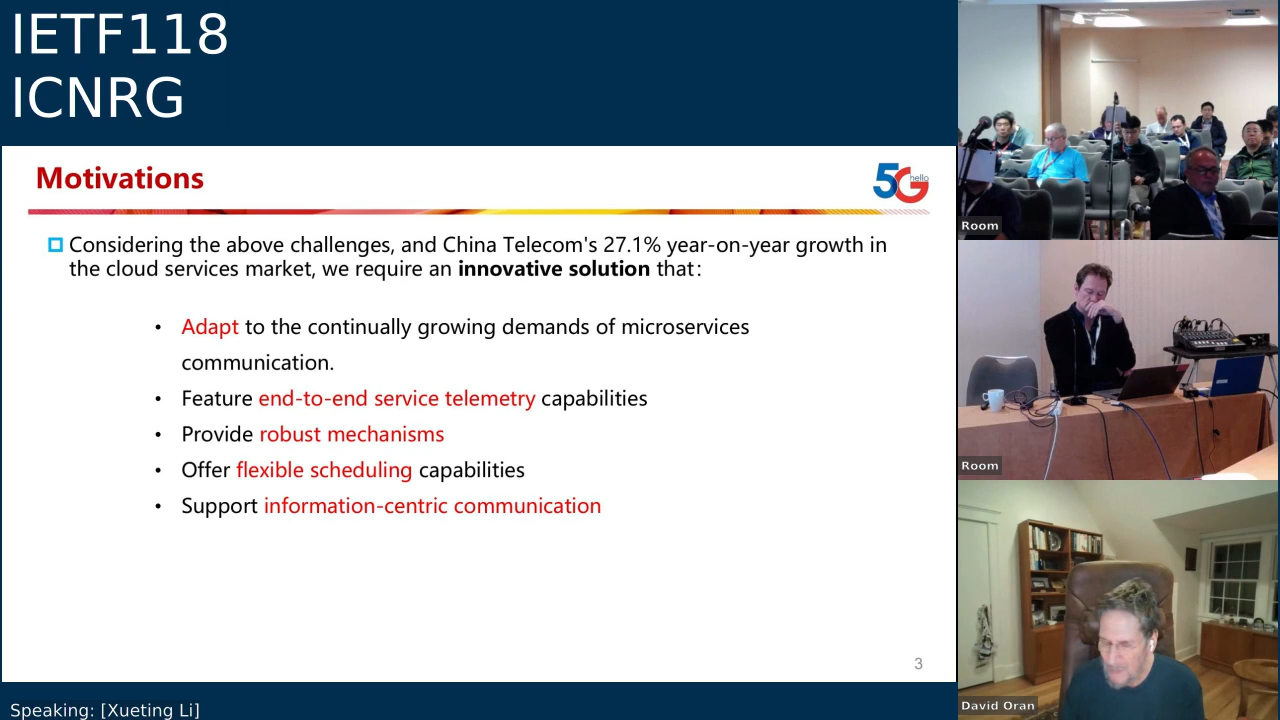 IETF118
ICNRG
Motivations
5G hello
Considering the above challenges, and China Telecom's 27.1% year-on-year growth in
the cloud services market, we require an innovative solution that:
• Adapt to the continually growing demands of microservices
communication.
• Feature end-to-end service telemetry capabilities
• Provide robust mechanisms
• Offer flexible scheduling capabilities
• Support information-centric communication
3
Speaking: [Xueting Li]
Room
Room
David Oran